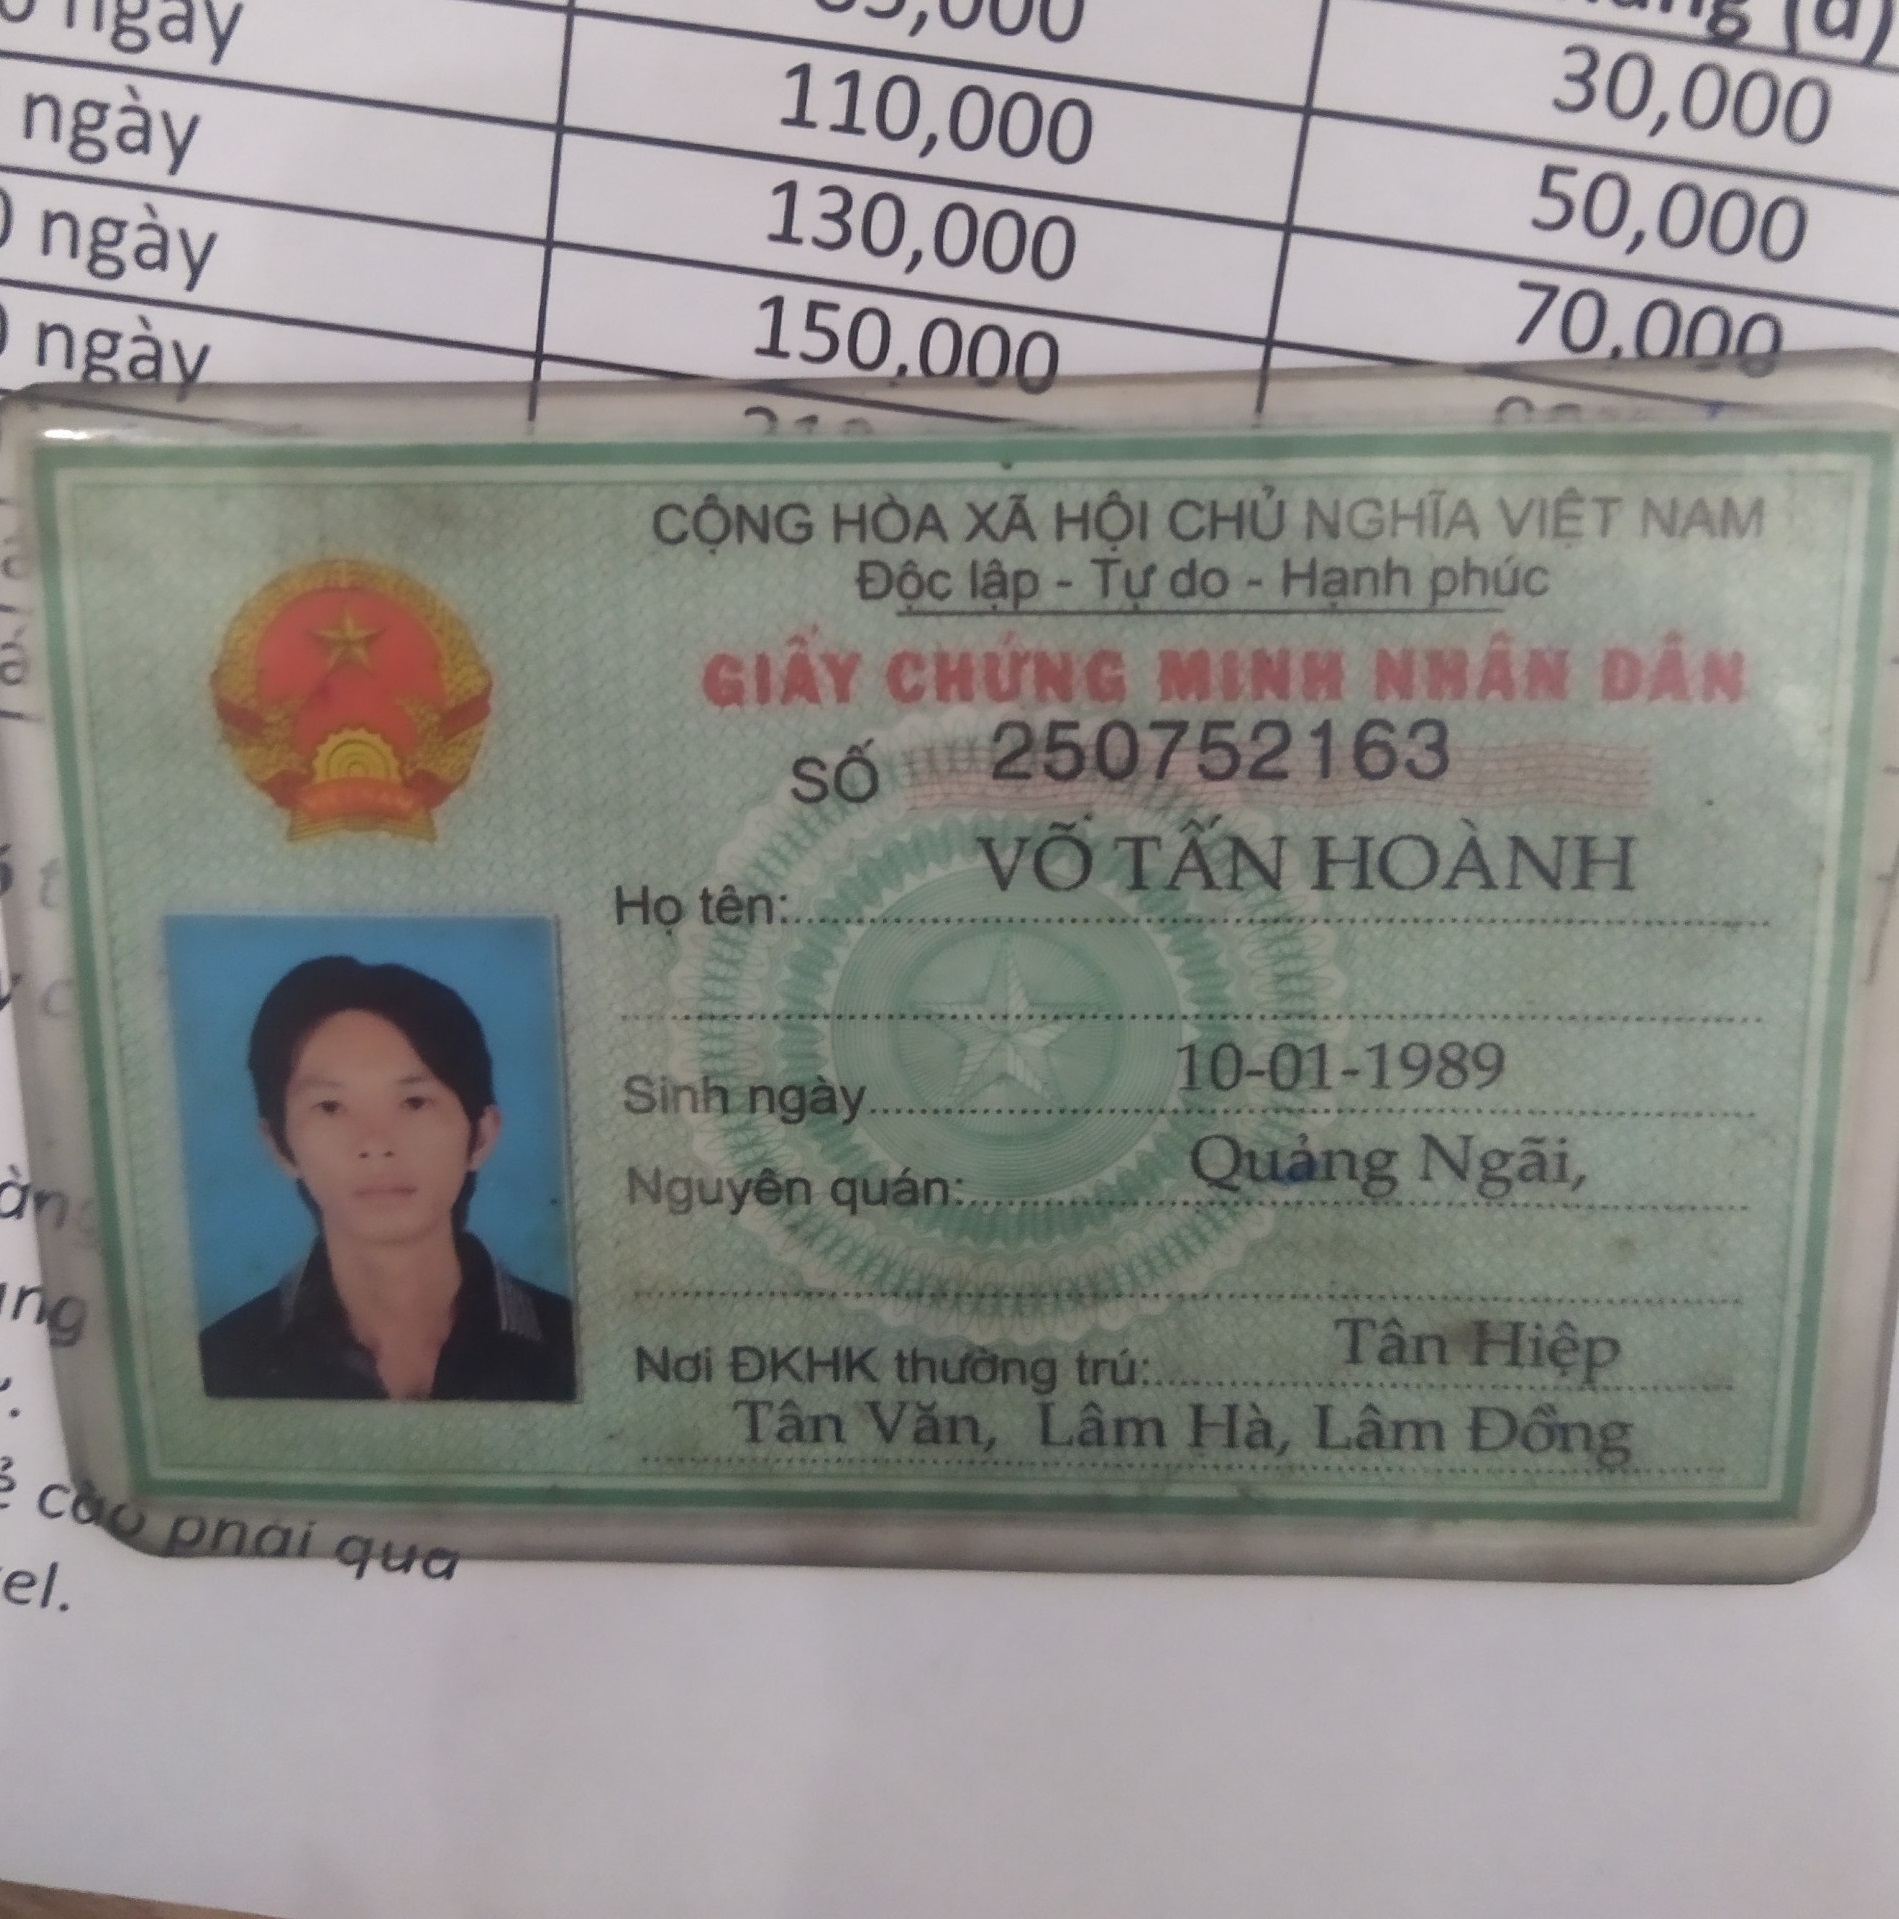 ngày 110,000 30,000
ngày 130,000 50,000
ngày 150,000 70,000
CỘNG HÒA XÃ HỘI CHỦ NGHĨA VIỆT NAM
Độc lập - Tự do - Hạnh phúc
GIẤY CHỨNG MINH NHÂN DÂN
SỐ 250752163
Họ tên: VÕ TẤN HOÀNH
Sinh ngày 10-01-1989
Nguyên quán: Quảng Ngãi,
Nơi ĐKHK thường trú: Tân Hiệp
Tân Văn, Lâm Hà, Lâm Đồng
phải qua